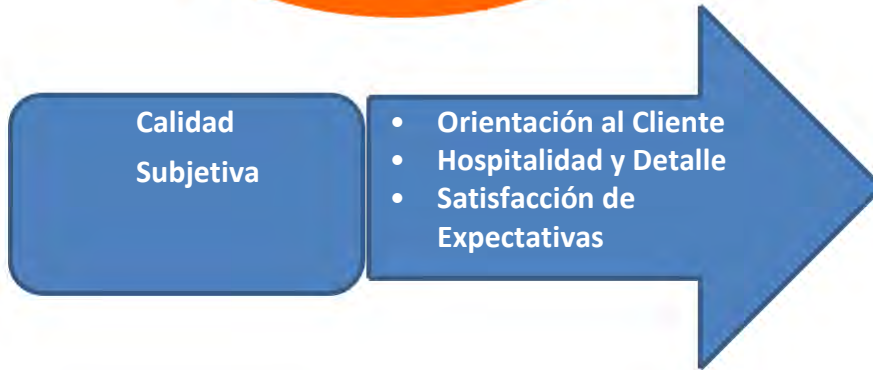 Calidad
Subjetiva
• Orientación al Cliente
• Hospitalidad y Detalle
• Satisfacción de
Expectativas